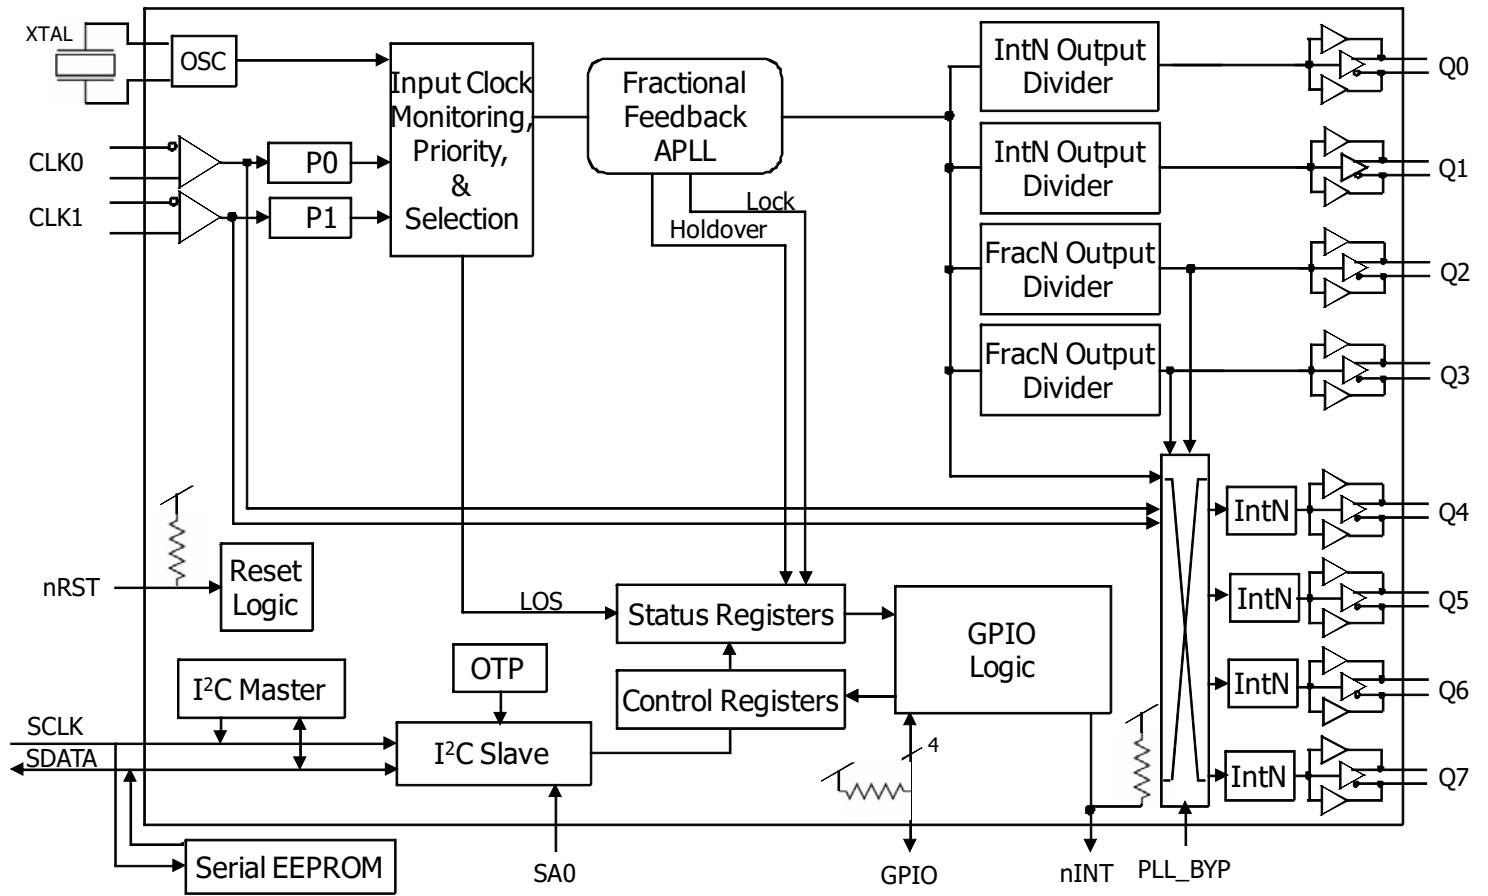 XTAL
OSC
Input Clock
Monitoring,
Priority,
&
Selection
Fractional
Feedback
APLL
IntN Output
Divider
Q0
CLK0
P0
IntN Output
Divider
Q1
CLK1
P1
Lock
Holdover
FracN Output
Divider
Q2
FracN Output
Divider
Q3
IntN
Q4
nRST
Reset
Logic
LOS
Status Registers
GPIO
Logic
IntN
Q5
I²C Master
OTP
Control Registers
IntN
Q6
SCLK
SDATA
I²C Slave
4
IntN
Q7
Serial EEPROM
SA0
GPIO
nINT
PLL_BYP